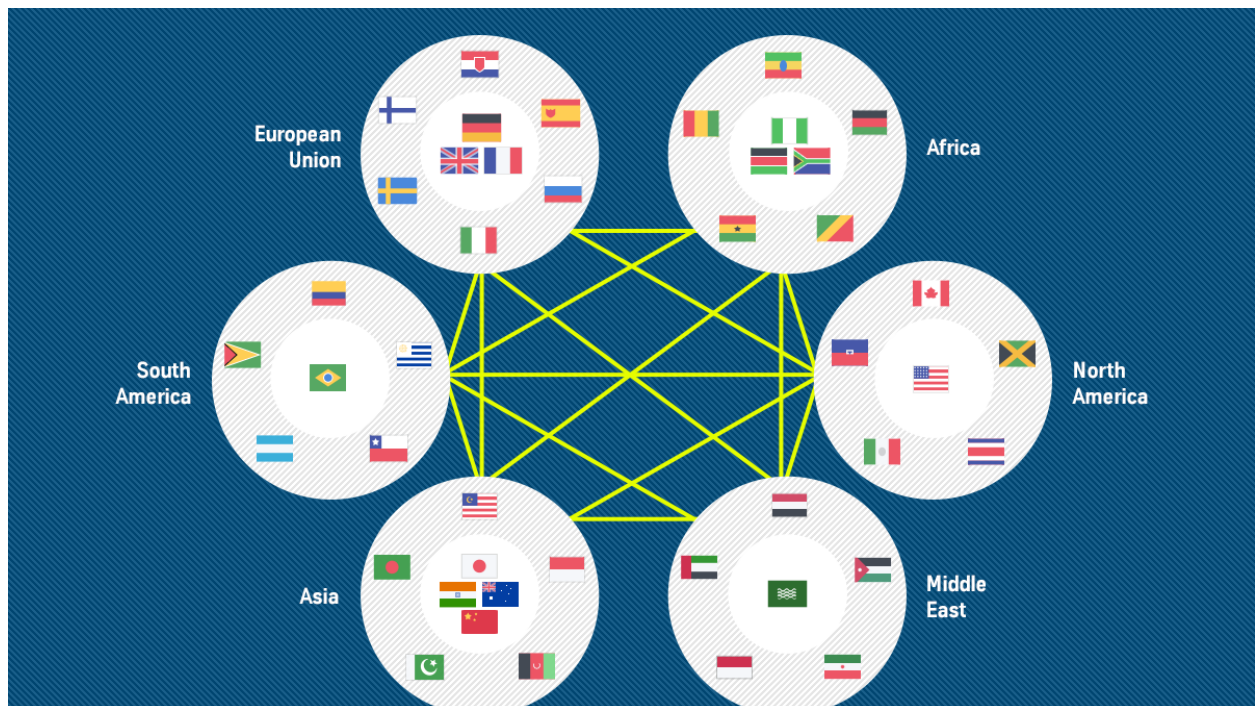 European
Union
Africa
South
America
North
America
Asia
Middle
East